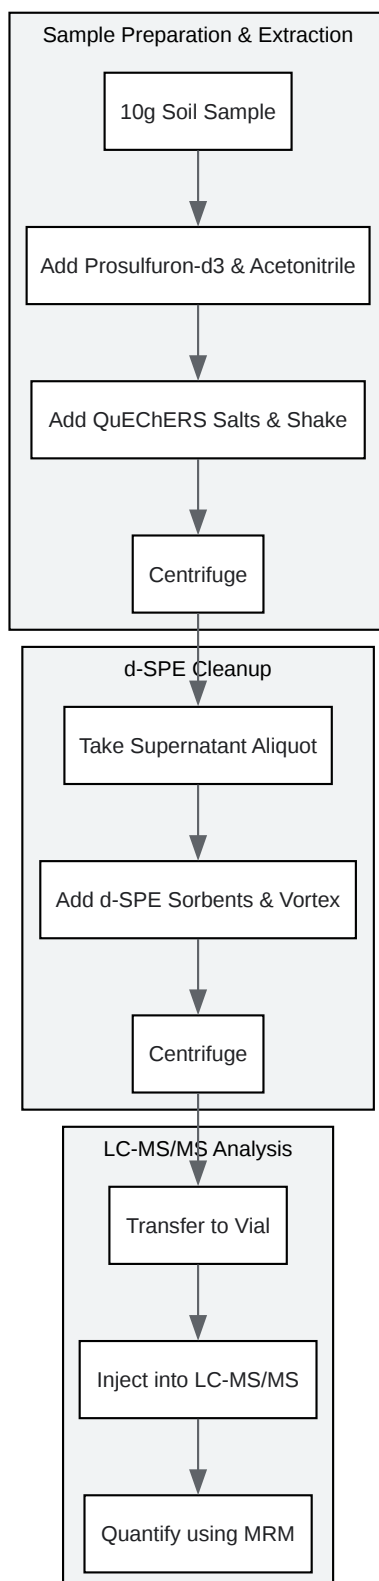 Sample Preparation & Extraction
10g Soil Sample
Add Prosulfuron-d3 & Acetonitrile
Add QuEChERS Salts & Shake
Centrifuge
d-SPE Cleanup
Take Supernatant Aliquot
Add d-SPE Sorbents & Vortex
Centrifuge
LC-MS/MS Analysis
Transfer to Vial
Inject into LC-MS/MS
Quantify using MRM